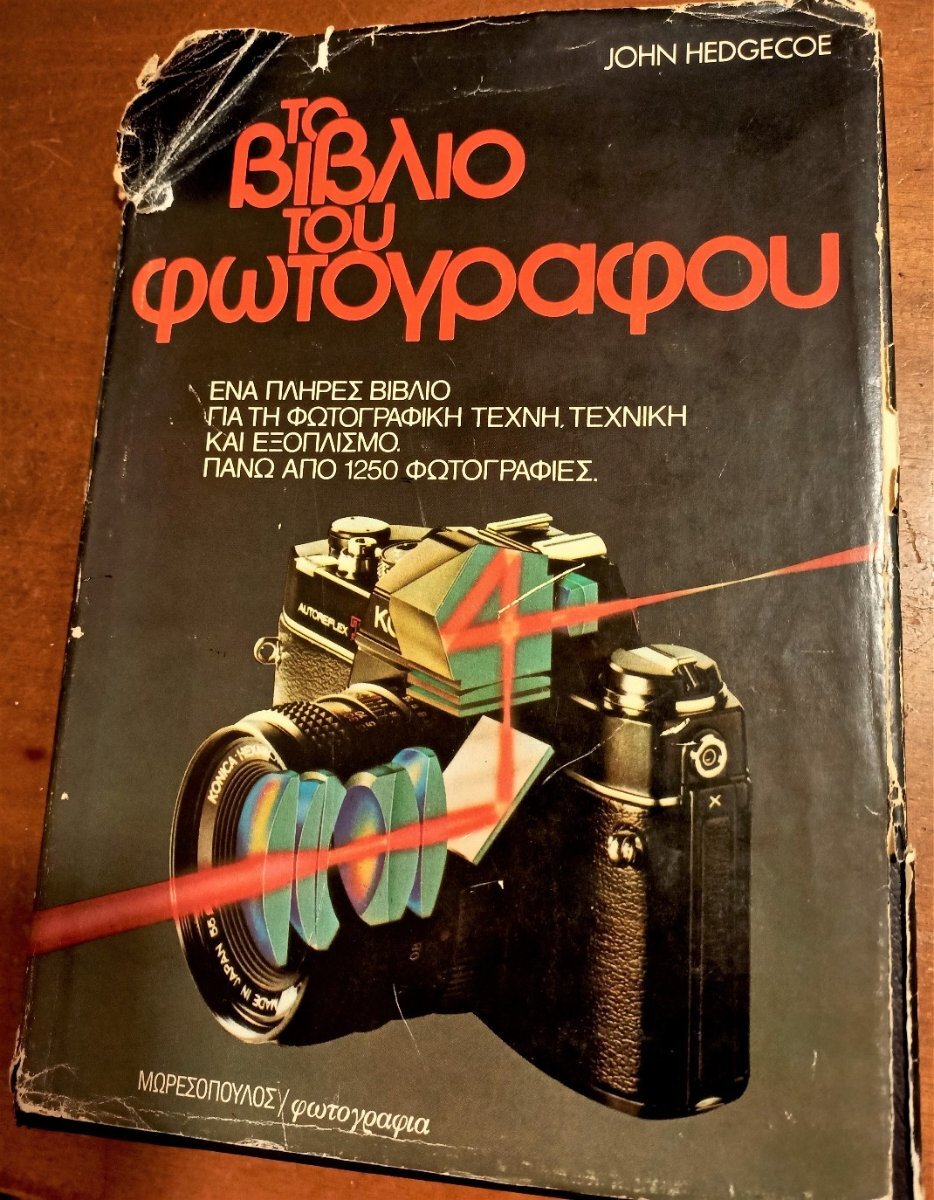 JOHN HEDGECOE
το
βιβλιο
του
φωτογραφου
ΕΝΑ ΠΛΗΡΕΣ ΒΙΒΛΙΟ
ΓΙΑ ΤΗ ΦΩΤΟΓΡΑΦΙΚΗ ΤΕΧΝΗ, ΤΕΧΝΙΚΗ
ΚΑΙ ΕΞΟΠΛΙΣΜΟ.
ΠΑΝΩ ΑΠΟ 1250 ΦΩΤΟΓΡΑΦΙΕΣ.
AUTOREFLEX
KONICA
MADE IN JAPAN
X
ΜΩΡΕΣΟΠΟΥΛΟΣ/φωτογραφια